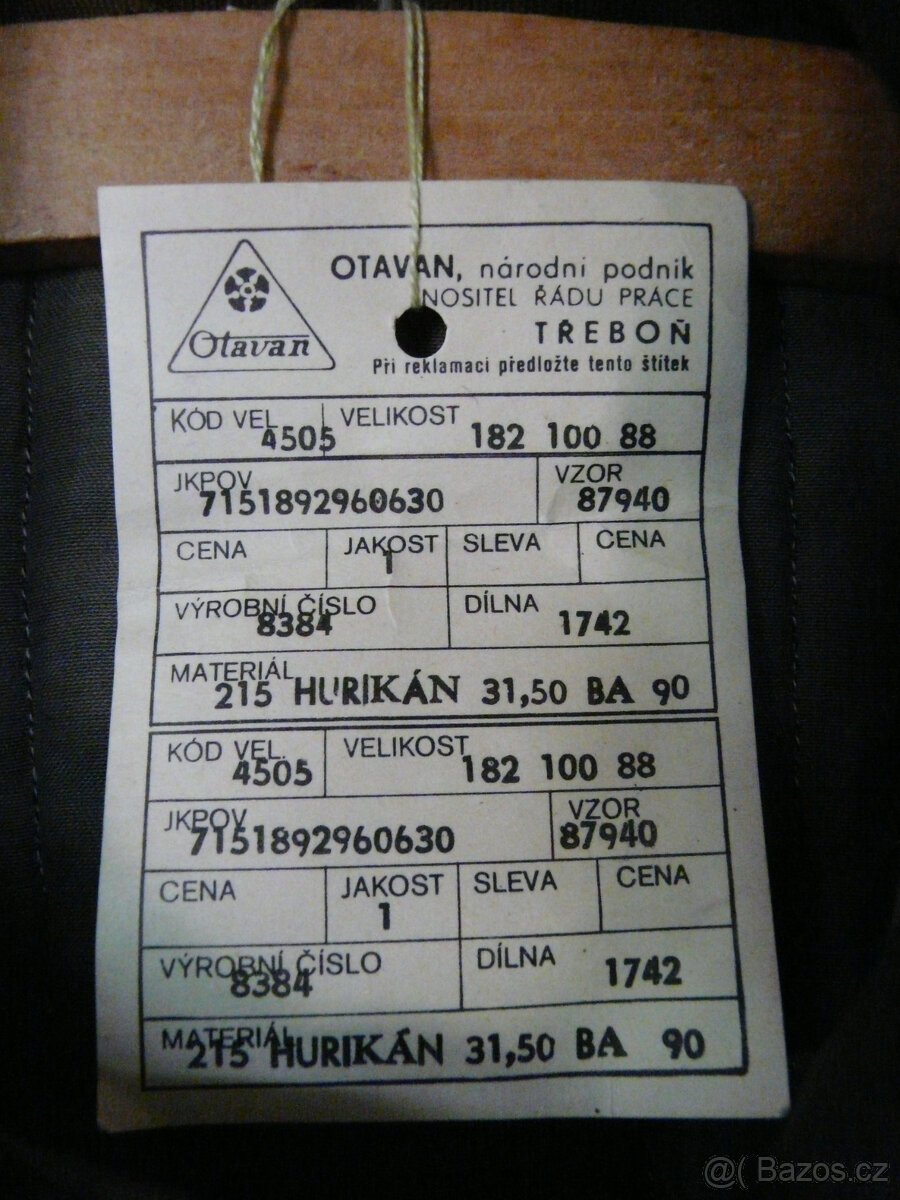 Otavan
OTAVAN, národní podnik
NOSITEL ŘÁDU PRÁCE
TŘEBOŇ
Při reklamaci předložte tento štítek
KÓD VEL. 4505 VELIKOST 182 100 88
JKPOV 7151892960630 VZOR 87940
CENA JAKOST 1 SLEVA CENA
VÝROBNÍ ČÍSLO 8384 DÍLNA 1742
MATERIÁL 215 HURIKÁN 31,50 BA 90
KÓD VEL. 4505 VELIKOST 182 100 88
JKPOV 7151892960630 VZOR 87940
CENA JAKOST 1 SLEVA CENA
VÝROBNÍ ČÍSLO 8384 DÍLNA 1742
MATERIÁL 215 HURIKÁN 31,50 BA 90
@( Bazos.cz